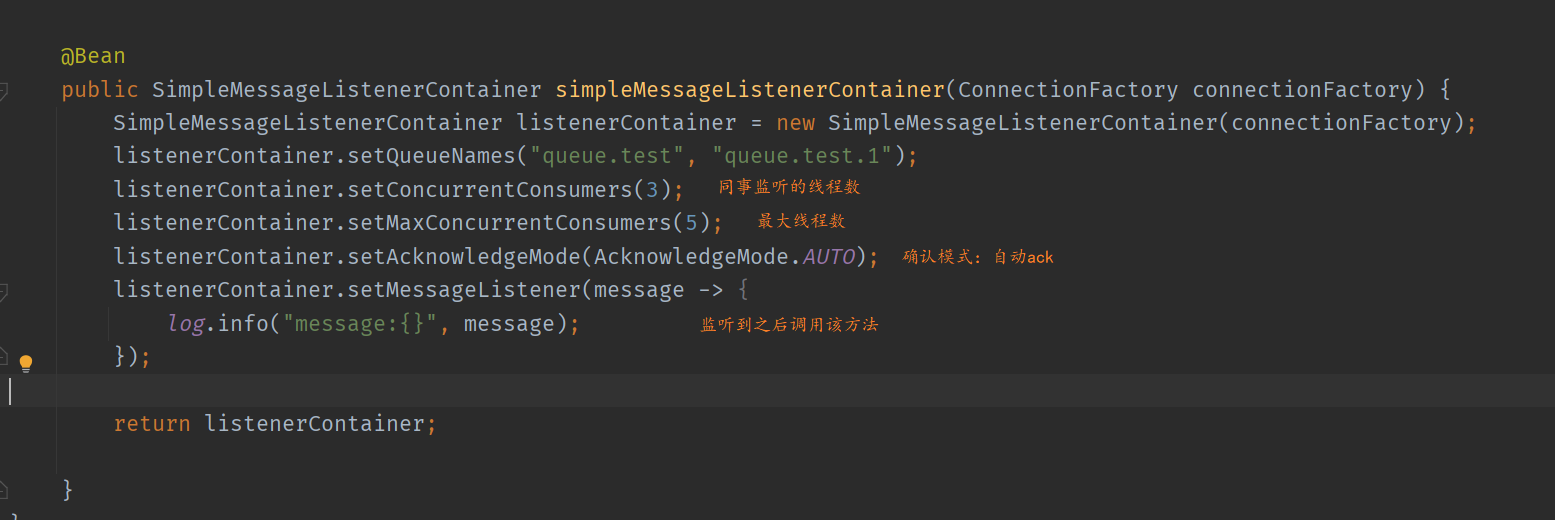 @Bean
public SimpleMessageListenerContainer simpleMessageListenerContainer(ConnectionFactory connectionFactory) {
SimpleMessageListenerContainer listenerContainer = new SimpleMessageListenerContainer(connectionFactory);
listenerContainer.setQueueNames("queue.test", "queue.test.1");
listenerContainer.setConcurrentConsumers(3); 同事监听的线程数
listenerContainer.setMaxConcurrentConsumers(5); 最大线程数
listenerContainer.setAcknowledgeMode(AcknowledgeMode.AUTO); 确认模式：自动ack
listenerContainer.setMessageListener(message -> {
log.info("message:{}", message); 监听到之后调用该方法
});
return listenerContainer;
}
}